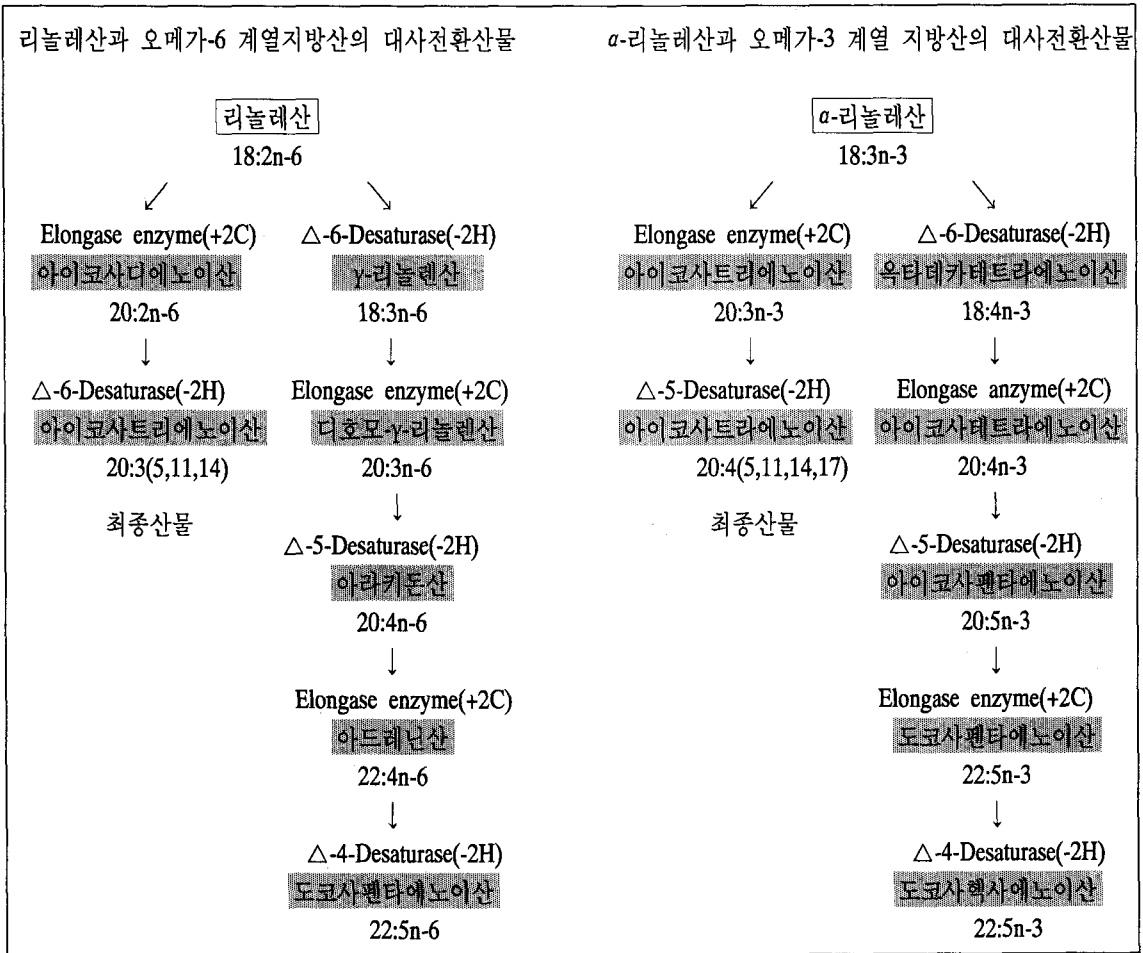 리놀레산과 오메가-6 계열지방산의 대사전환산물
리놀레산
18:2n-6
↙ ↘
Elongase enzyme(+2C) △-6-Desaturase(-2H)
아이코사디에노이산 γ-리놀렌산
20:2n-6 18:3n-6
↓ ↓
△-6-Desaturase(-2H) Elongase enzyme(+2C)
아이코사트리에노이산 디호모-γ-리놀렌산
20:3(5,11,14) 20:3n-6
최종산물 ↓
△-5-Desaturase(-2H)
아라키돈산
20:4n-6
↓
Elongase enzyme(+2C)
아드레닌산
22:4n-6
↓
△-4-Desaturase(-2H)
도코사펜타에노이산
22:5n-6
α-리놀레산과 오메가-3 계열 지방산의 대사전환산물
α-리놀레산
18:3n-3
↙ ↘
Elongase enzyme(+2C) △-6-Desaturase(-2H)
아이코사트리에노이산 옥타데카테트라에노이산
20:3n-3 18:4n-3
↓ ↓
△-5-Desaturase(-2H) Elongase anzyme(+2C)
아이코사트라에노이산 아이코사테트라에노이산
20:4(5,11,14,17) 20:4n-3
최종산물 ↓
△-5-Desaturase(-2H)
아이코사펜타에노이산
20:5n-3
↓
Elongase enzyme(+2C)
도코사펜타에노이산
22:5n-3
↓
△-4-Desaturase(-2H)
도코사헥사에노이산
22:5n-3